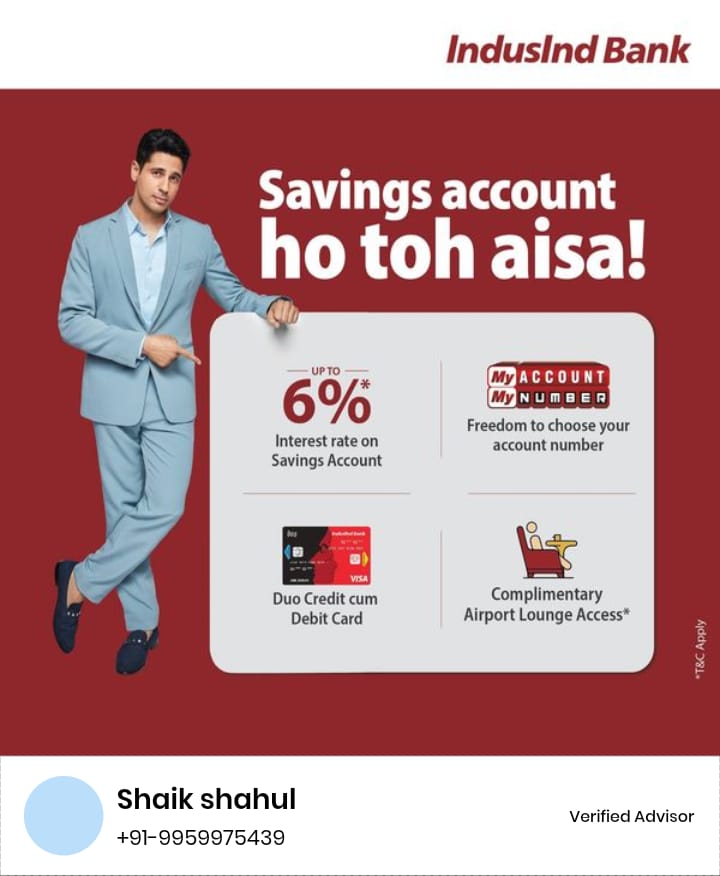 IndusInd Bank
Savings account
ho toh aisa!
UP TO
6%*
Interest rate on
Savings Account
My ACCOUNT
My NUMBER
Freedom to choose your
account number
Duo
IndusInd Bank
VISA
Duo Credit cum
Debit Card
Complimentary
Airport Lounge Access*
*T&C Apply
Shaik shahul
+91-9959975439
Verified Advisor